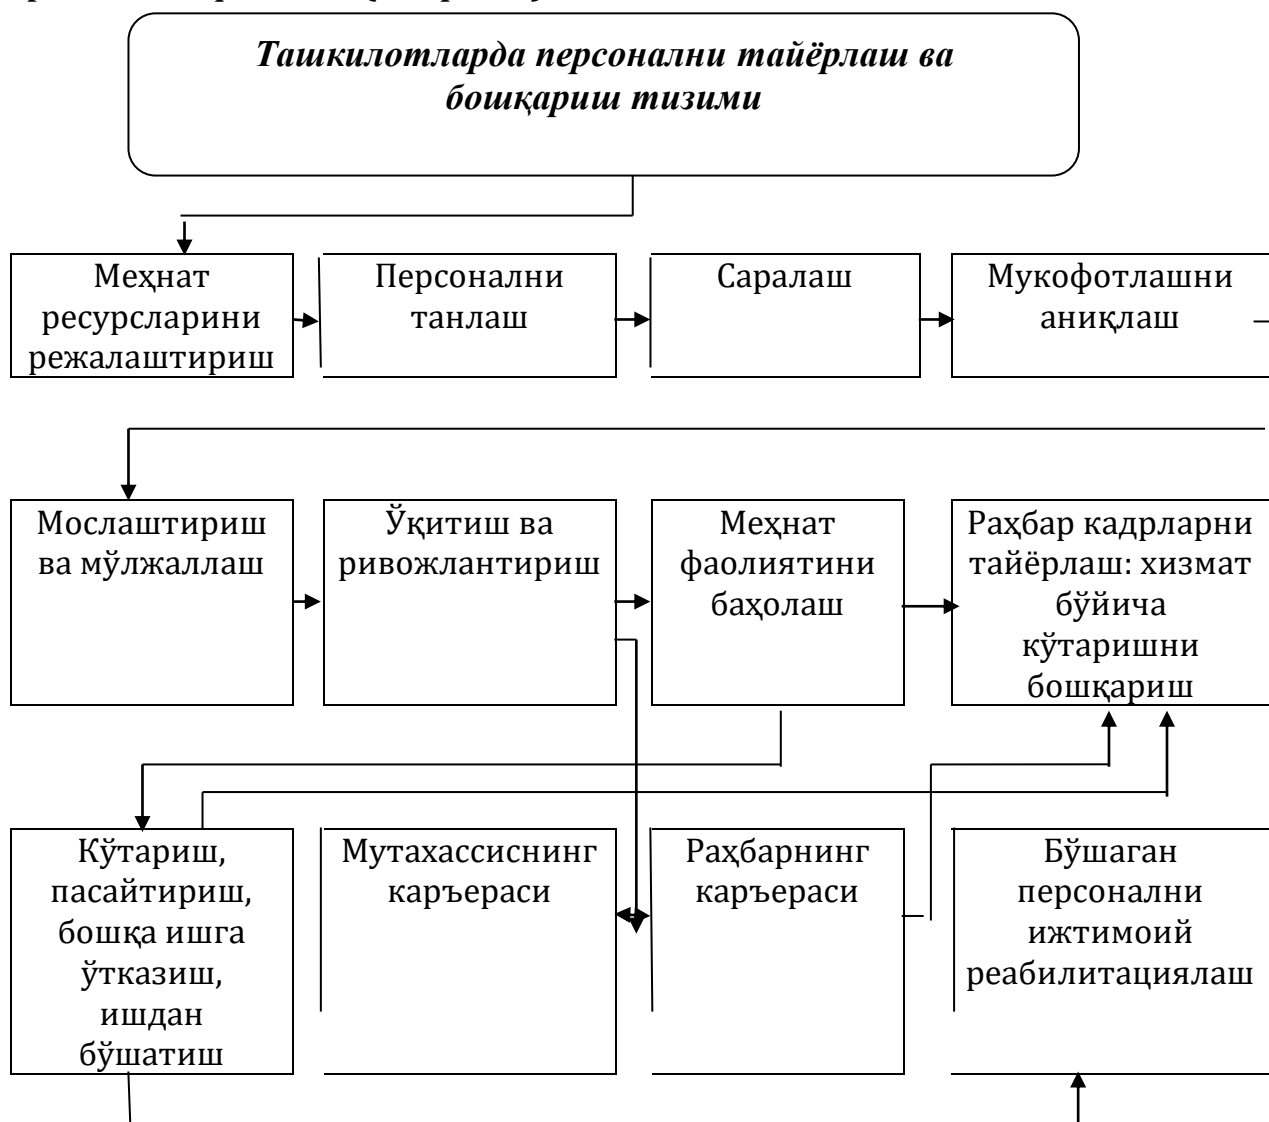 Ташкилотларда персонални тайёрлаш ва
бошқариш тизими
Меҳнат
ресурсларини
режалаштириш
Персонални
танлаш
Саралаш
Мукофотлашни
аниқлаш
Мослаштириш
ва мўлжаллаш
Ўқитиш ва
ривожлантириш
Меҳнат
фаолиятини
баҳолаш
Раҳбар кадрларни
тайёрлаш: хизмат
бўйича
кўтаришни
бошқариш
Кўтариш,
пасайтириш,
бошқа ишга
ўтказиш,
ишдан
бўшатиш
Мутахассиснинг
каръераси
Раҳбарнинг
каръераси
Бўшаган
персонални
ижтимоий
реабилитациялаш